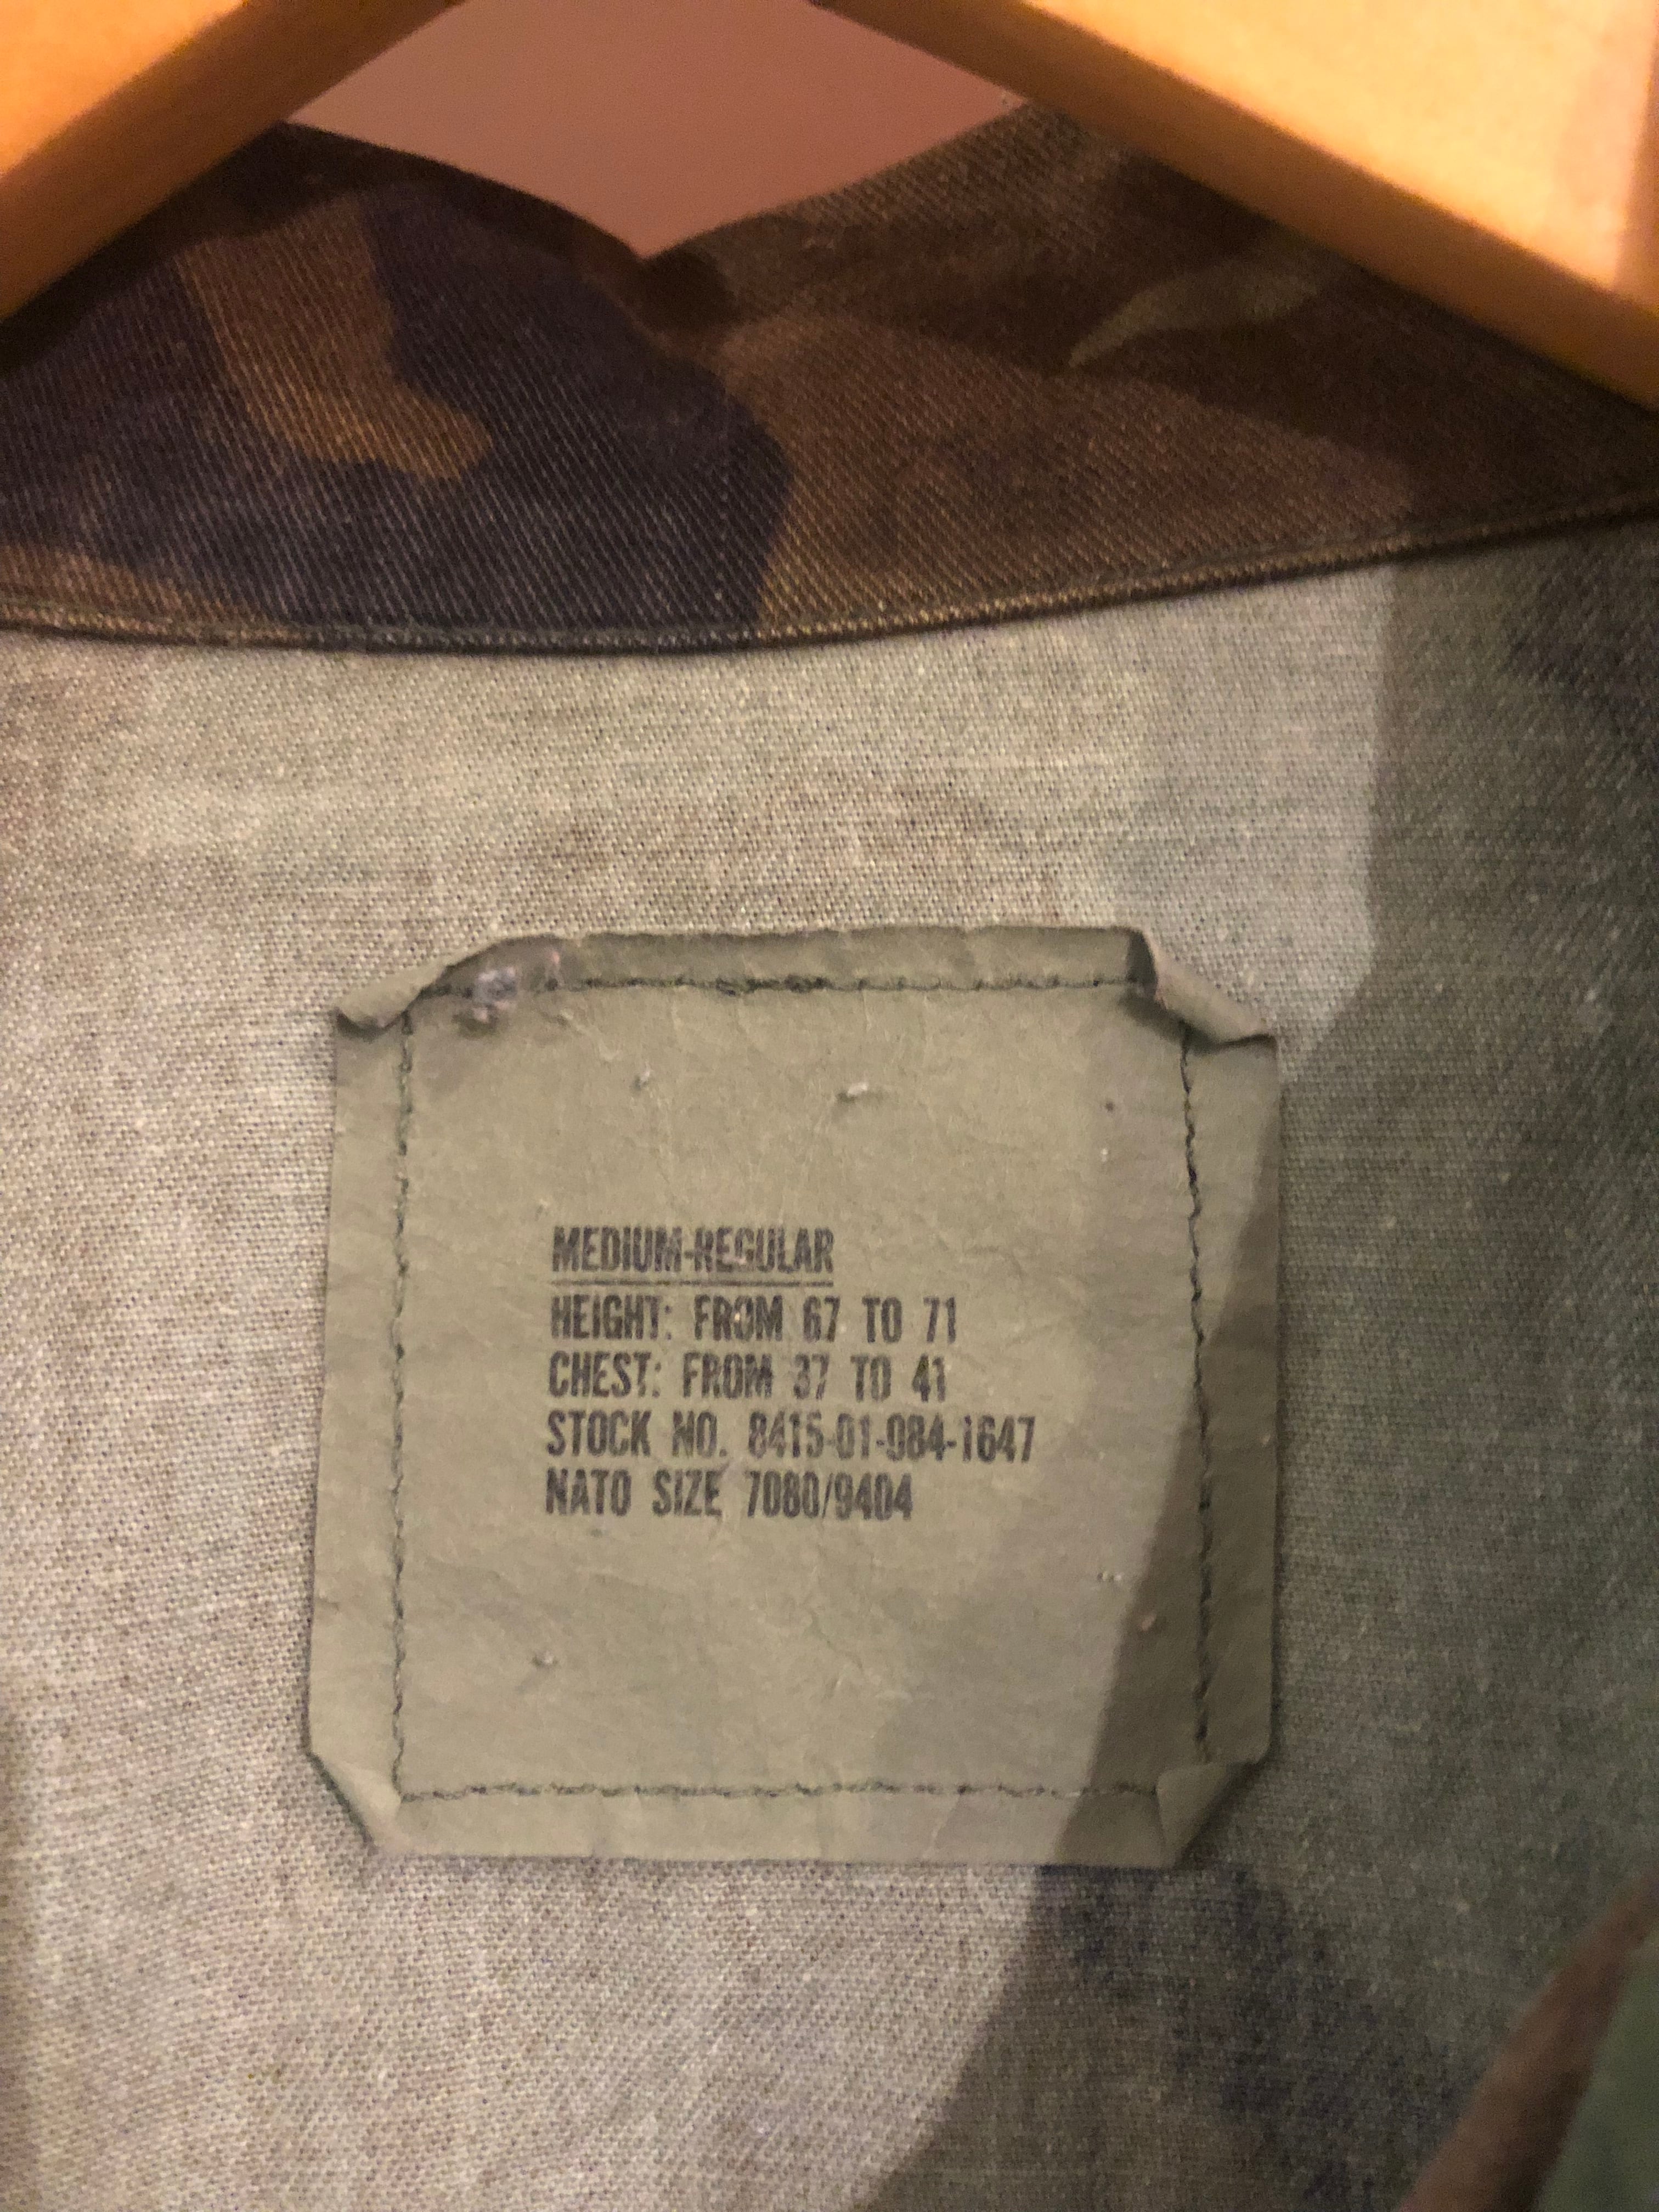 MEDIUM-REGULAR
HEIGHT: FROM 67 TO 71
CHEST: FROM 37 TO 41
STOCK NO. 8415-01-084-1647
NATO SIZE 7080/9404